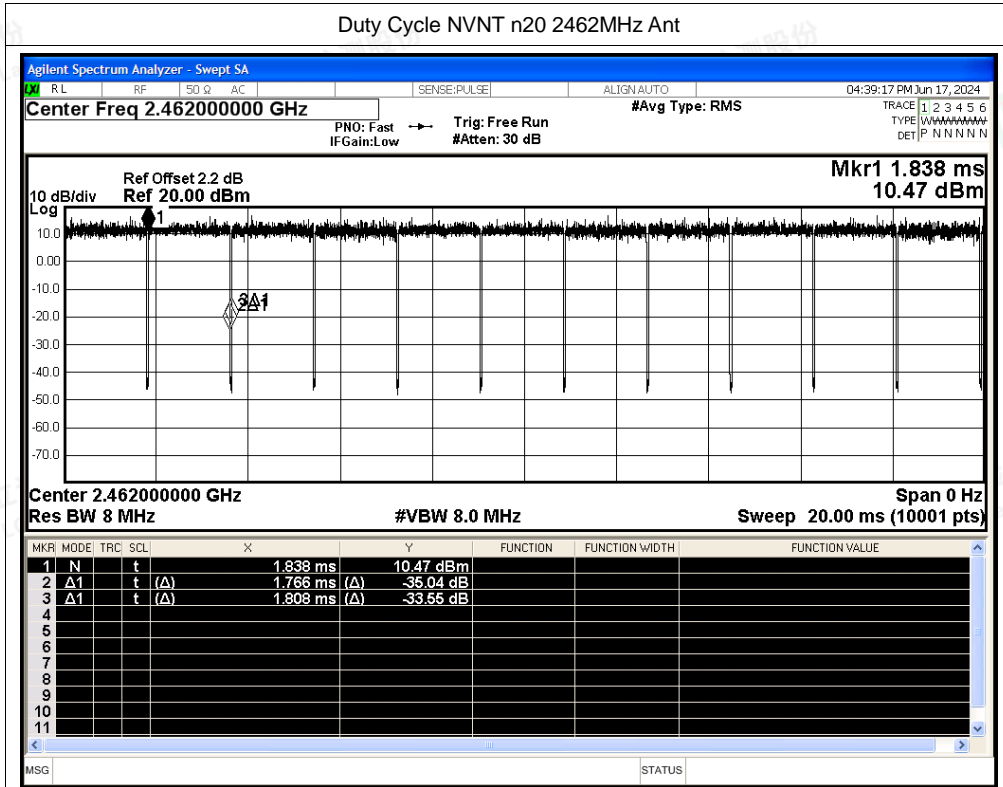 Duty Cycle NVNT n20 2462MHz Ant
Agilent Spectrum Analyzer - Swept SA
LXI RL RF 50 Ω AC SENSE:PULSE ALIGN AUTO 04:39:17 PM Jun 17, 2024
Center Freq 2.462000000 GHz #Avg Type: RMS TRACE 1 2 3 4 5 6
PNO: Fast Trig: Free Run TYPE
IFGain:Low #Atten: 30 dB DET P N N N N N
Mkr1 1.838 ms
10.47 dBm
Ref Offset 2.2 dB
10 dB/div Ref 20.00 dBm
Log
1
10.0
0.00
-10.0
3Δ1
-20.0
-30.0
-40.0
-50.0
-60.0
-70.0
Center 2.462000000 GHz Span 0 Hz
Res BW 8 MHz #VBW 8.0 MHz Sweep 20.00 ms (10001 pts)
MKR MODE TRC SCL X Y FUNCTION FUNCTION WIDTH FUNCTION VALUE
1 N t 1.838 ms 10.47 dBm
2 Δ1 t (Δ) 1.766 ms (Δ) -35.04 dB
3 Δ1 t (Δ) 1.808 ms (Δ) -33.55 dB
4
5
6
7
8
9
10
11
MSG STATUS